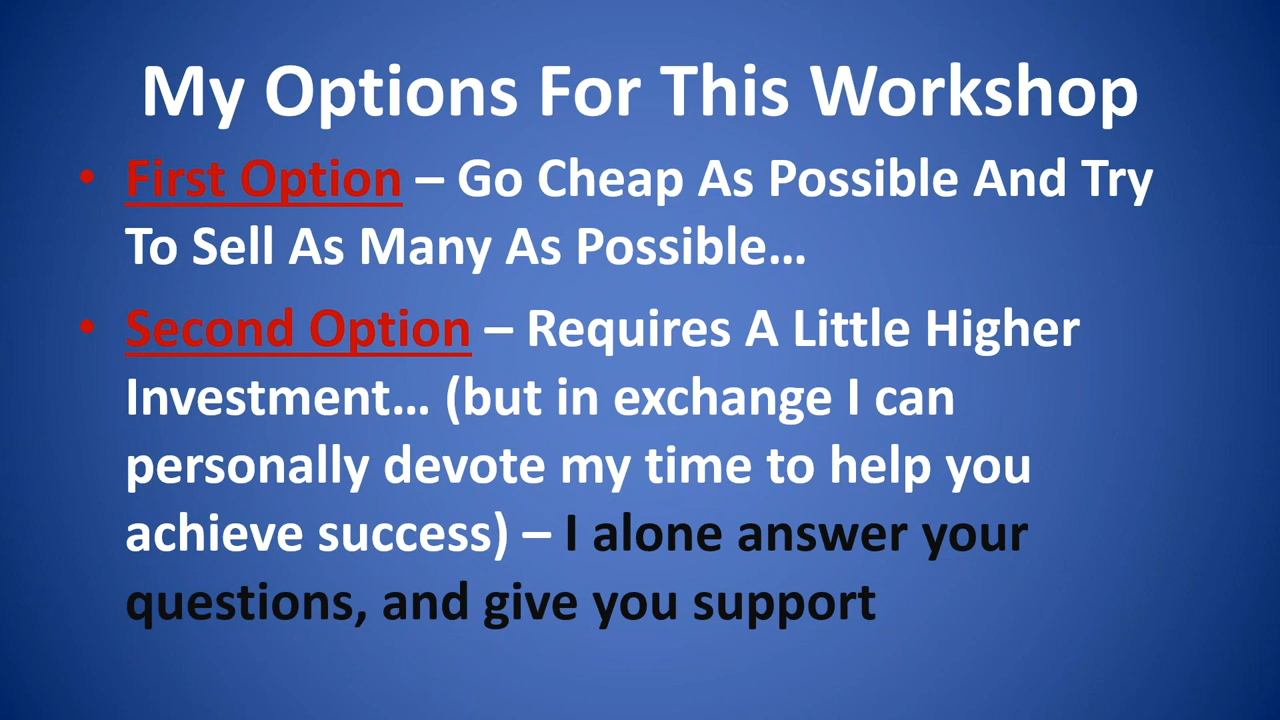 My Options For This Workshop
• First Option – Go Cheap As Possible And Try
To Sell As Many As Possible…
• Second Option – Requires A Little Higher
Investment… (but in exchange I can
personally devote my time to help you
achieve success) – I alone answer your
questions, and give you support